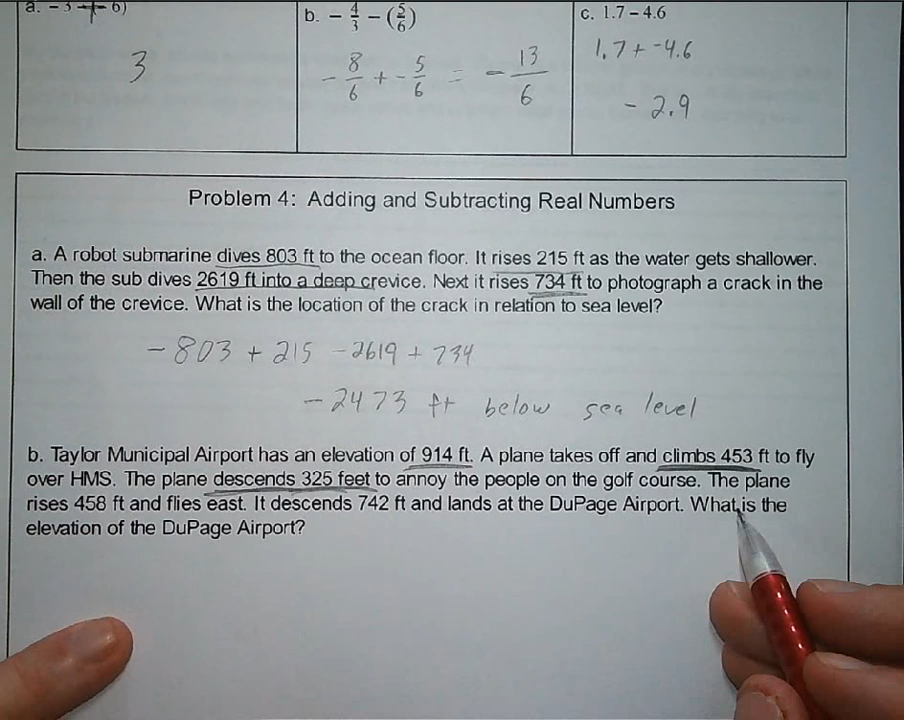 a. -3 + 6)
b. - 4/3 - (5/6)
c. 1.7 - 4.6
3
- 8/6 + - 5/6 = - 13/6
1.7 + -4.6
- 2.9
Problem 4: Adding and Subtracting Real Numbers
a. A robot submarine dives 803 ft to the ocean floor. It rises 215 ft as the water gets shallower.
Then the sub dives 2619 ft into a deep crevice. Next it rises 734 ft to photograph a crack in the
wall of the crevice. What is the location of the crack in relation to sea level?
-803 + 215 -2619 + 734
-2473 ft below sea level
b. Taylor Municipal Airport has an elevation of 914 ft. A plane takes off and climbs 453 ft to fly
over HMS. The plane descends 325 feet to annoy the people on the golf course. The plane
rises 458 ft and flies east. It descends 742 ft and lands at the DuPage Airport. What is the
elevation of the DuPage Airport?